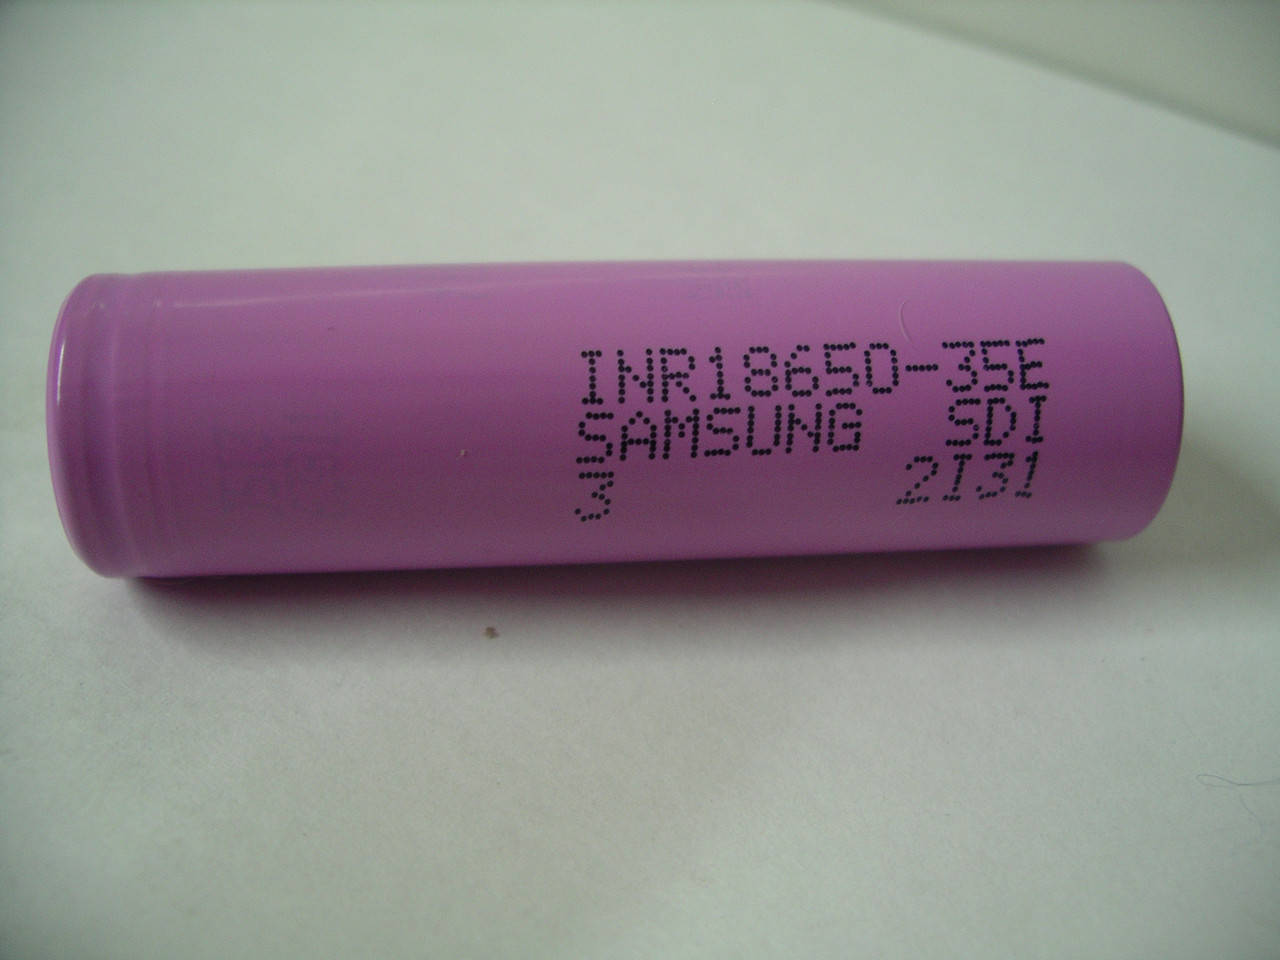 INR18650-35E
SAMSUNG SDI
3 2I31